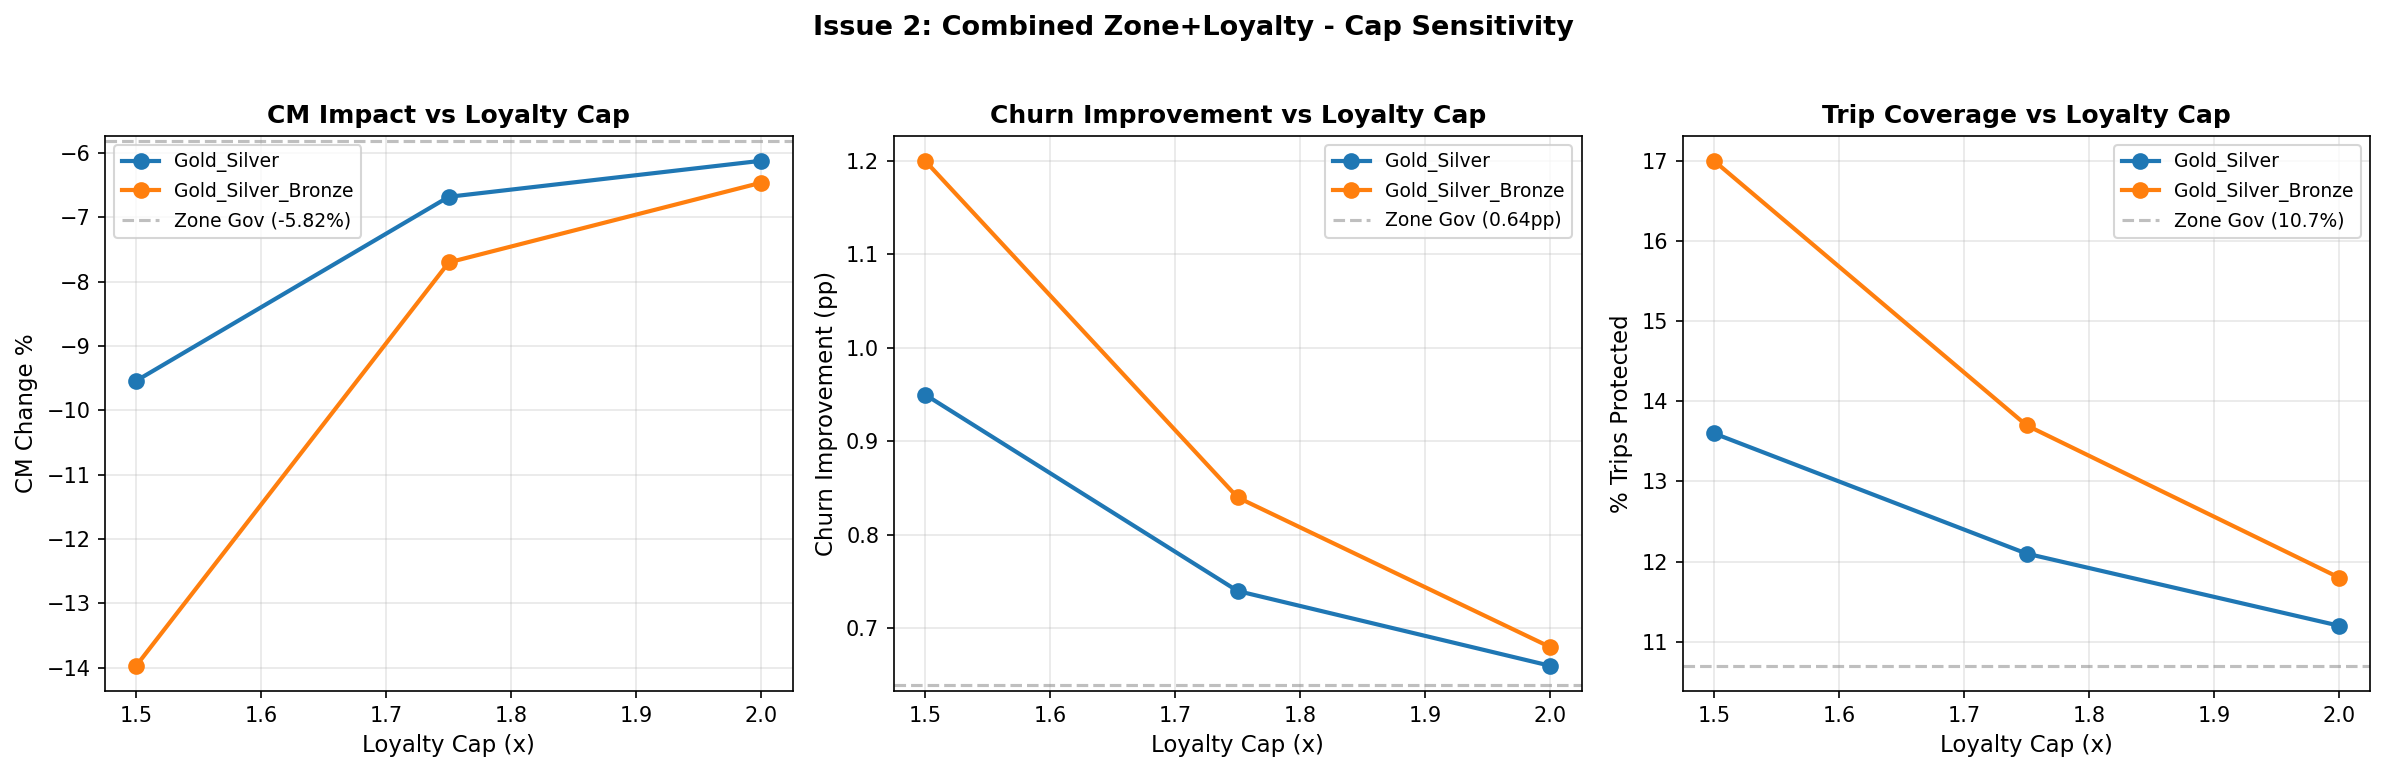 Issue 2: Combined Zone+Loyalty - Cap Sensitivity
CM Impact vs Loyalty Cap
CM Change %
−6
−7
−8
−9
−10
−11
−12
−13
−14
Gold_Silver
Gold_Silver_Bronze
Zone Gov (-5.82%)
1.5 1.6 1.7 1.8 1.9 2.0
Loyalty Cap (x)
Churn Improvement vs Loyalty Cap
Churn Improvement (pp)
1.2
1.1
1.0
0.9
0.8
0.7
Gold_Silver
Gold_Silver_Bronze
Zone Gov (0.64pp)
1.5 1.6 1.7 1.8 1.9 2.0
Loyalty Cap (x)
Trip Coverage vs Loyalty Cap
% Trips Protected
17
16
15
14
13
12
11
Gold_Silver
Gold_Silver_Bronze
Zone Gov (10.7%)
1.5 1.6 1.7 1.8 1.9 2.0
Loyalty Cap (x)